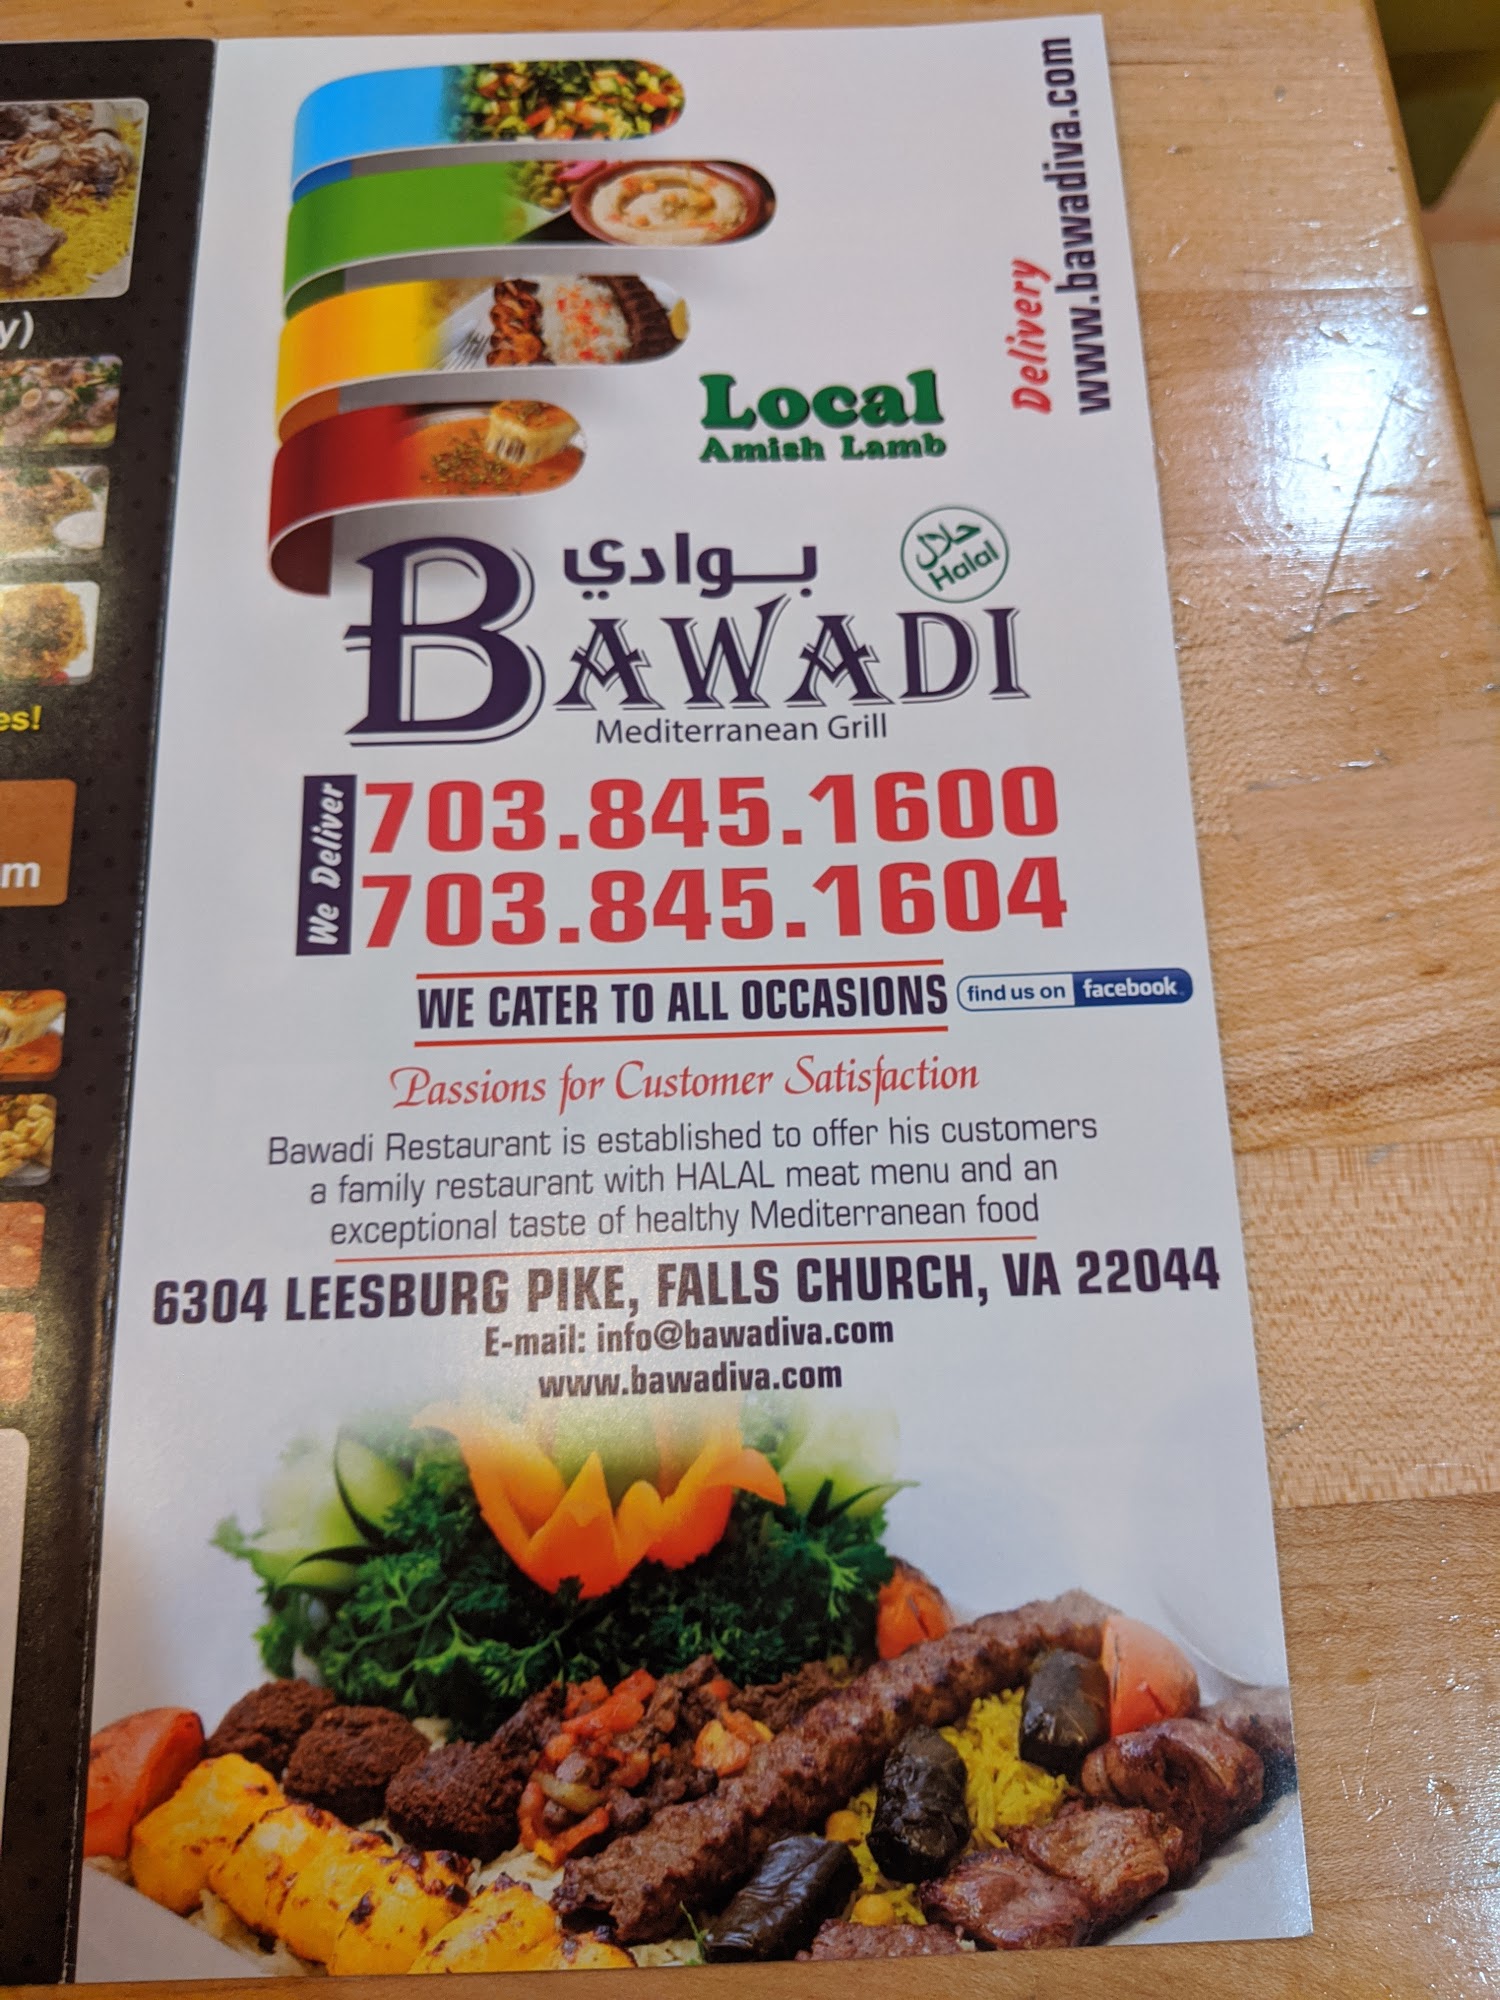 y)
es!
m
Delivery
www.bawadiva.com
Local
Amish Lamb
بوادي
حلال
Halal
BAWADI
Mediterranean Grill
We Deliver
703.845.1600
703.845.1604
WE CATER TO ALL OCCASIONS
find us on facebook
Passions for Customer Satisfaction
Bawadi Restaurant is established to offer his customers
a family restaurant with HALAL meat menu and an
exceptional taste of healthy Mediterranean food
6304 LEESBURG PIKE, FALLS CHURCH, VA 22044
E-mail: info@bawadiva.com
www.bawadiva.com